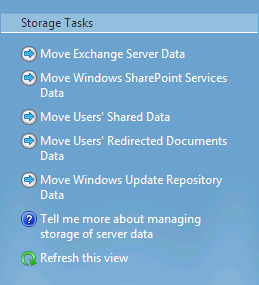 Storage Tasks
Move Exchange Server Data
Move Windows SharePoint Services
Data
Move Users' Shared Data
Move Users' Redirected Documents
Data
Move Windows Update Repository
Data
Tell me more about managing
storage of server data
Refresh this view